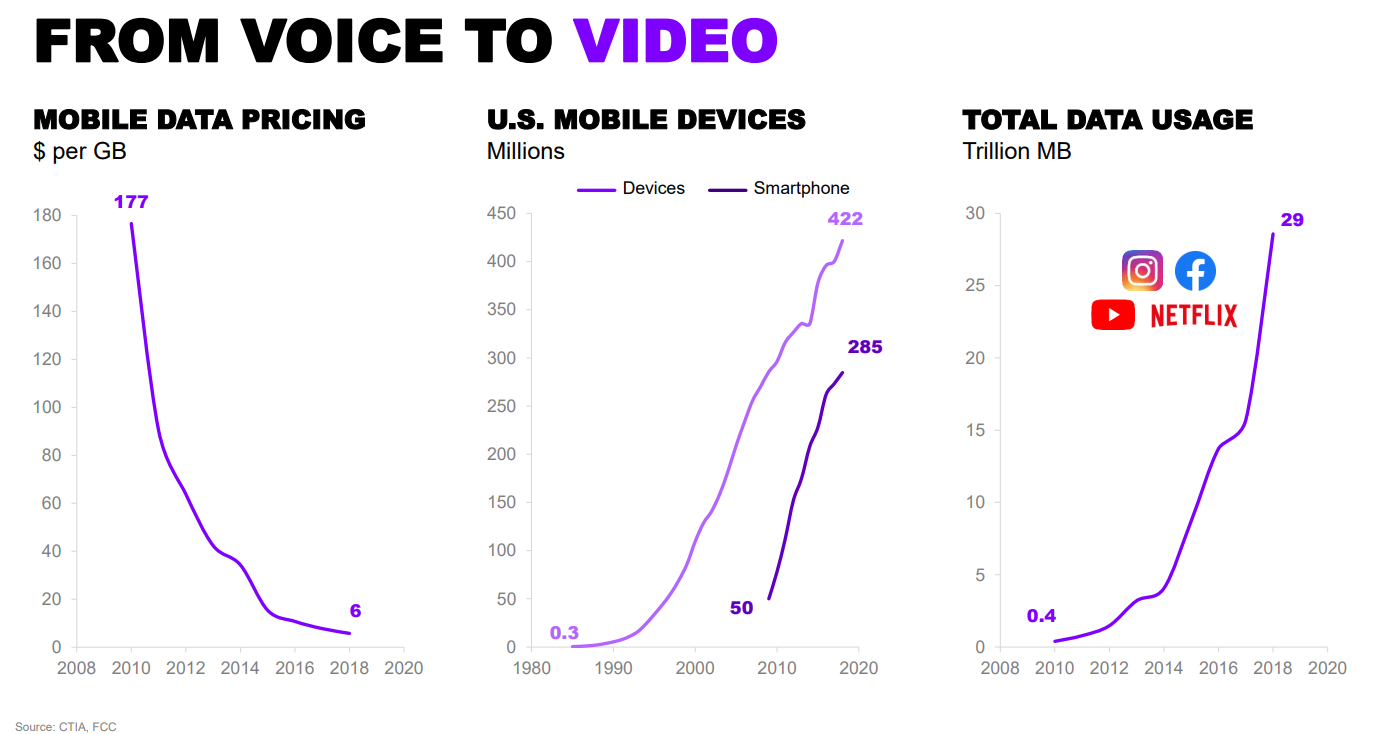 FROM VOICE TO VIDEO
MOBILE DATA PRICING
$ per GB
177
180
160
140
120
100
80
60
40
20
0
6
2008 2010 2012 2014 2016 2018 2020
U.S. MOBILE DEVICES
Millions
Devices Smartphone
422
450
400
350
300
250
200
150
100
50
0
285
50
0.3
1980 1990 2000 2010 2020
TOTAL DATA USAGE
Trillion MB
29
30
25
20
15
10
5
0
NETFLIX
0.4
2008 2010 2012 2014 2016 2018 2020
Source: CTIA, FCC